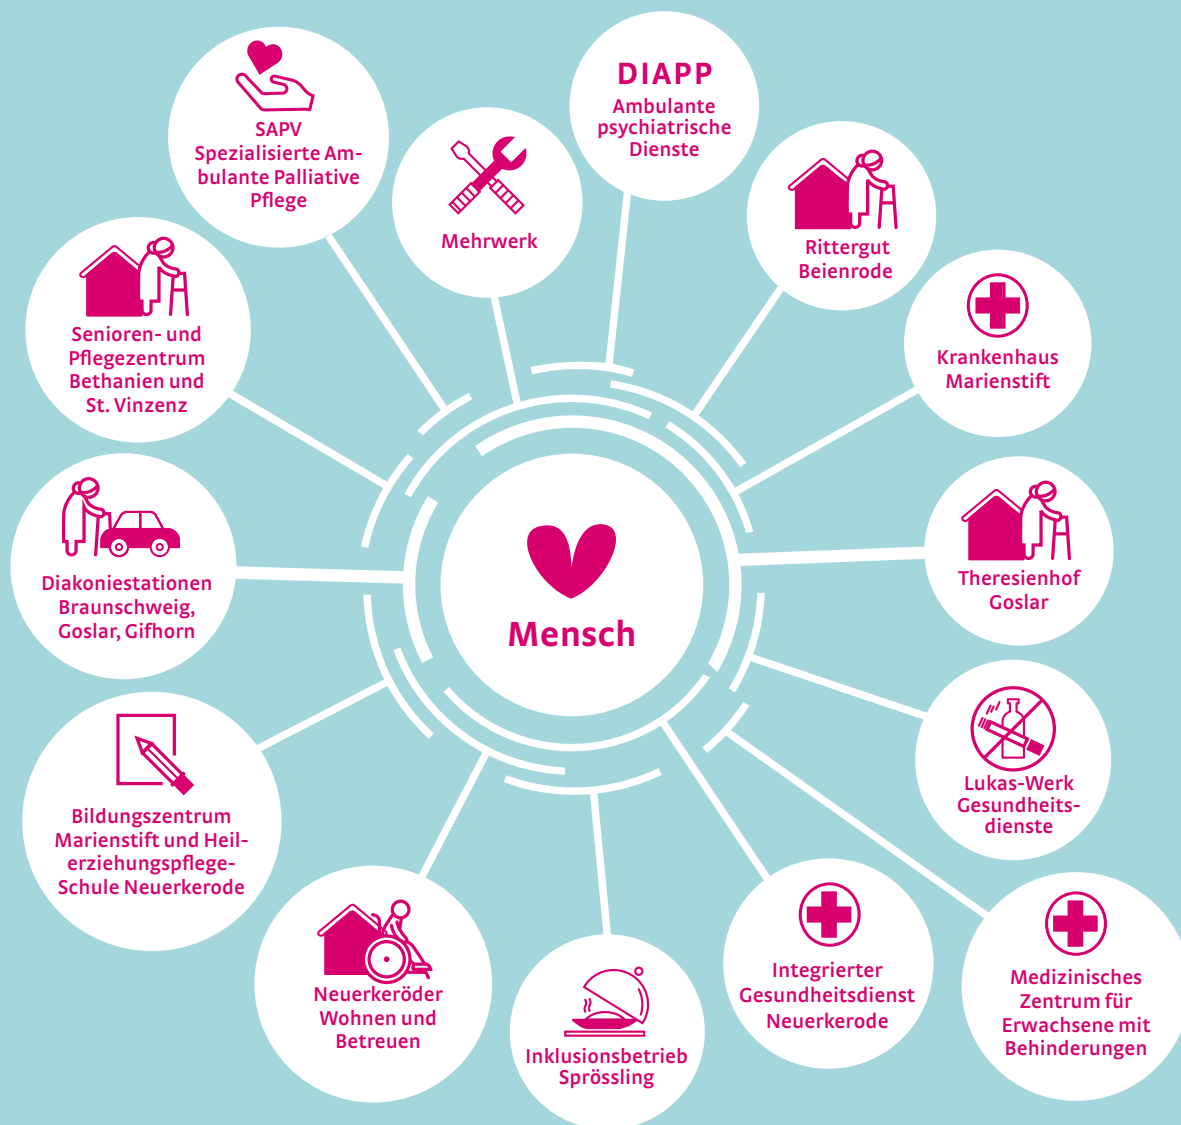 DIAPP
Ambulante
psychiatrische
Dienste
SAPV
Spezialisierte Am-
bulante Palliative
Pflege
Mehrwerk
Rittergut
Beienrode
Senioren- und
Pflegezentrum
Bethanien und
St. Vinzenz
Krankenhaus
Marienstift
Diakoniestationen
Braunschweig,
Goslar, Gifhorn
Mensch
Theresienhof
Goslar
Lukas-Werk
Gesundheits-
dienste
Bildungszentrum
Marienstift und Heil-
erziehungspflege-
Schule Neuerkerode
Neuerkeröder
Wohnen und
Betreuen
Inklusionsbetrieb
Sprössling
Integrierter
Gesundheitsdienst
Neuerkerode
Medizinisches
Zentrum für
Erwachsene mit
Behinderungen